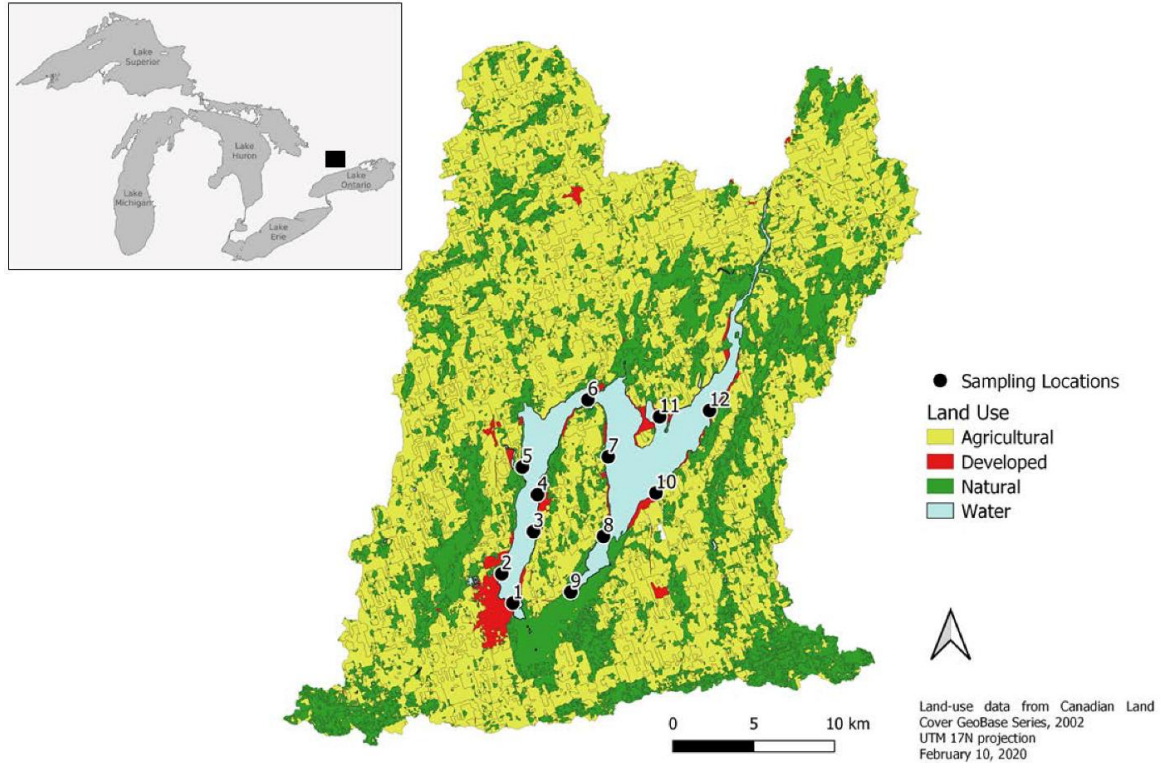 Lake
Superior
Lake
Huron
Lake
Ontario
Lake
Michigan
Lake
Erie
6
11
12
7
5
4
10
3
8
2
9
1
Sampling Locations
Land Use
Agricultural
Developed
Natural
Water
0 5 10 km
Land-use data from Canadian Land
Cover GeoBase Series, 2002
UTM 17N projection
February 10, 2020